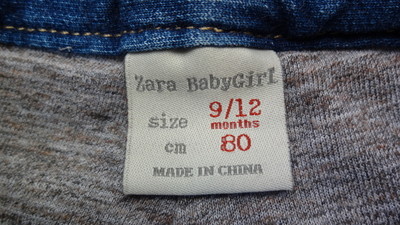 Zara BabyGirl
size 9/12
months
cm 80
MADE IN CHINA